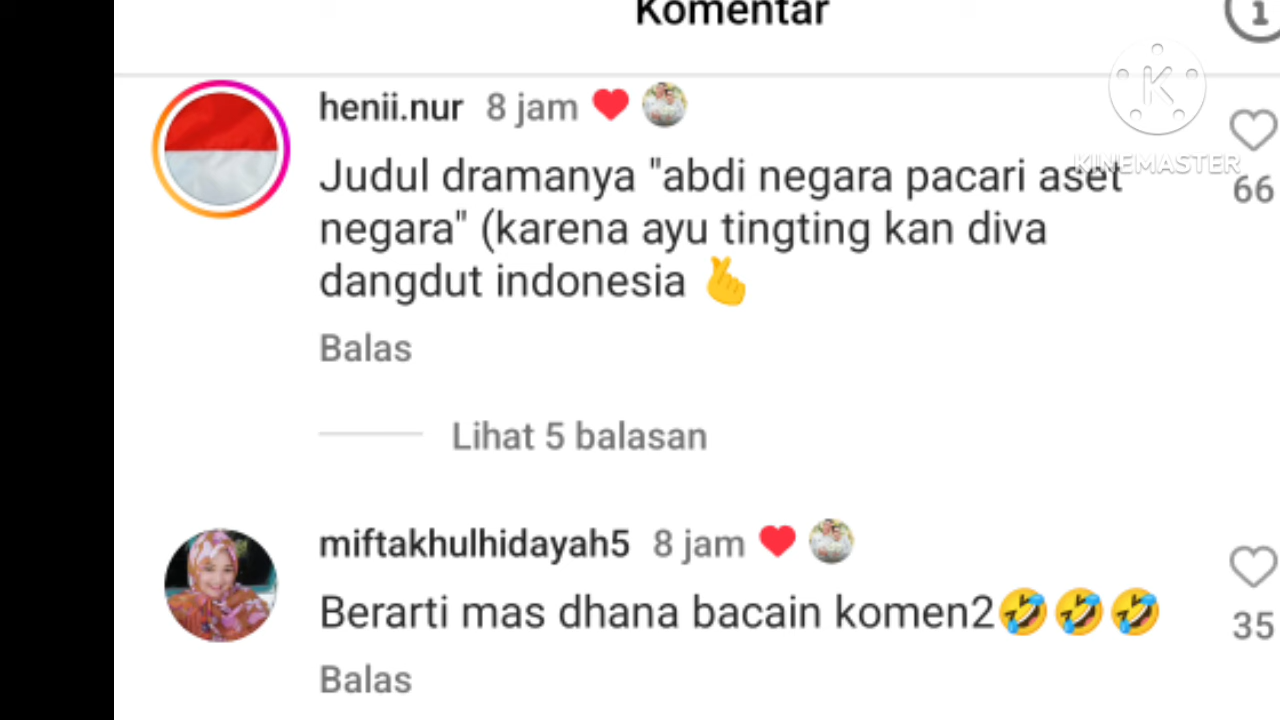 Komentar
henii.nur 8 jam
Judul dramanya "abdi negara pacari aset
negara" (karena ayu tingting kan diva
dangdut indonesia 🫰
66
Balas
Lihat 5 balasan
miftakhulhidayah5 8 jam
Berarti mas dhana bacain komen2🤣🤣🤣
35
Balas
KINEMASTER